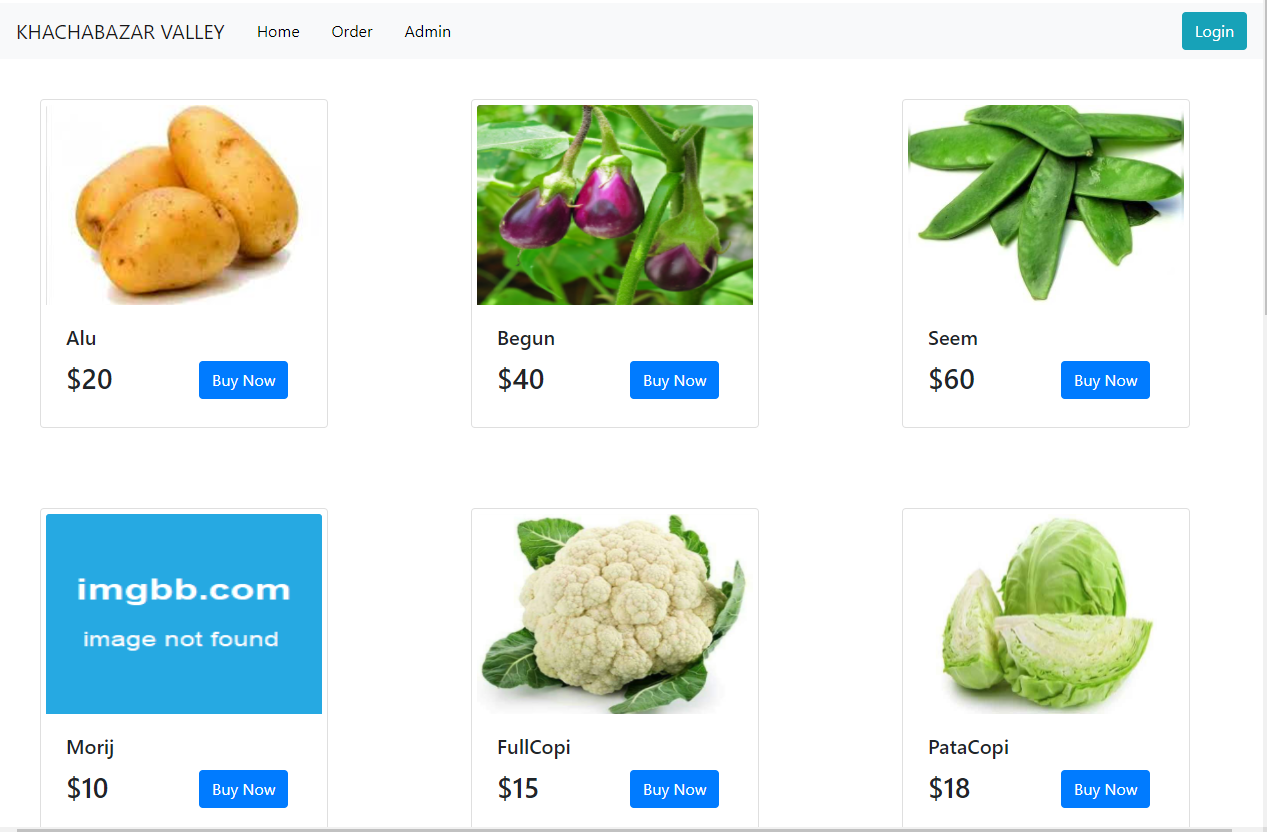 KHACHABAZAR VALLEY Home Order Admin Login
Alu
$20 Buy Now
Begun
$40 Buy Now
Seem
$60 Buy Now
imgbb.com
image not found
Morij
$10 Buy Now
FullCopi
$15 Buy Now
PataCopi
$18 Buy Now